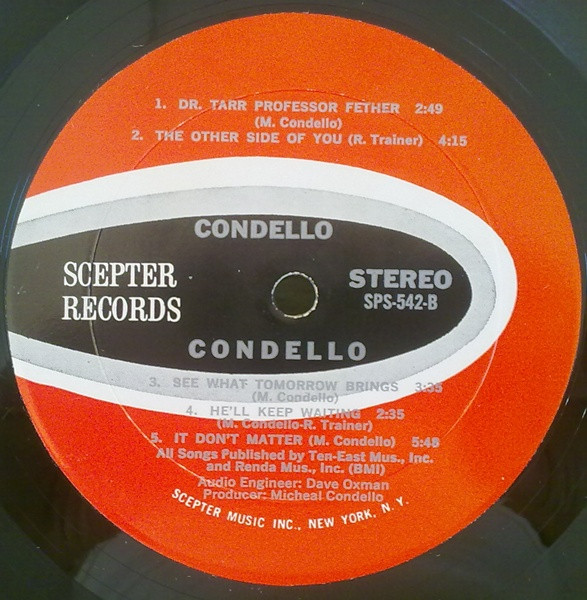 1. DR. TARR PROFESSOR FETHER 2:49
(M. Condello)
2. THE OTHER SIDE OF YOU (R. Trainer) 4:15
CONDELLO
SCEPTER
RECORDS
STEREO
SPS-542-B
CONDELLO
3. SEE WHAT TOMORROW BRINGS 3:35
(M. Condello)
4. HE'LL KEEP WAITING 2:35
(M. Condello-R. Trainer)
5. IT DON'T MATTER (M. Condello) 5:48
All Songs Published by Ten-East Mus., Inc.
and Renda Mus., Inc. (BMI)
Audio Engineer: Dave Oxman
Producer: Micheal Condello
SCEPTER MUSIC INC., NEW YORK, N. Y.